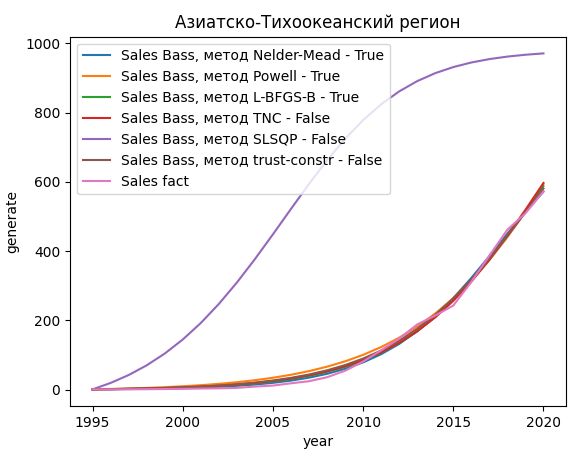 Азиатско-Тихоокеанский регион
1000
800
600
400
200
0
generate
Sales Bass, метод Nelder-Mead - True
Sales Bass, метод Powell - True
Sales Bass, метод L-BFGS-B - True
Sales Bass, метод TNC - False
Sales Bass, метод SLSQP - False
Sales Bass, метод trust-constr - False
Sales fact
1995 2000 2005 2010 2015 2020
year